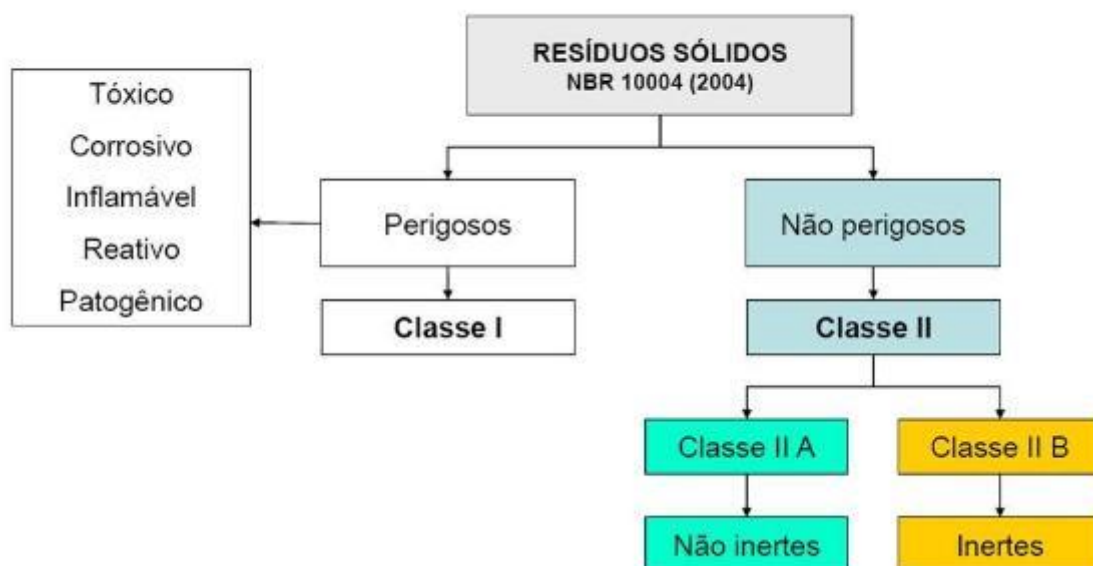 RESÍDUOS SÓLIDOS
NBR 10004 (2004)
Tóxico
Corrosivo
Inflamável
Reativo
Patogênico
Perigosos
Não perigosos
Classe I
Classe II
Classe II A
Classe II B
Não inertes
Inertes